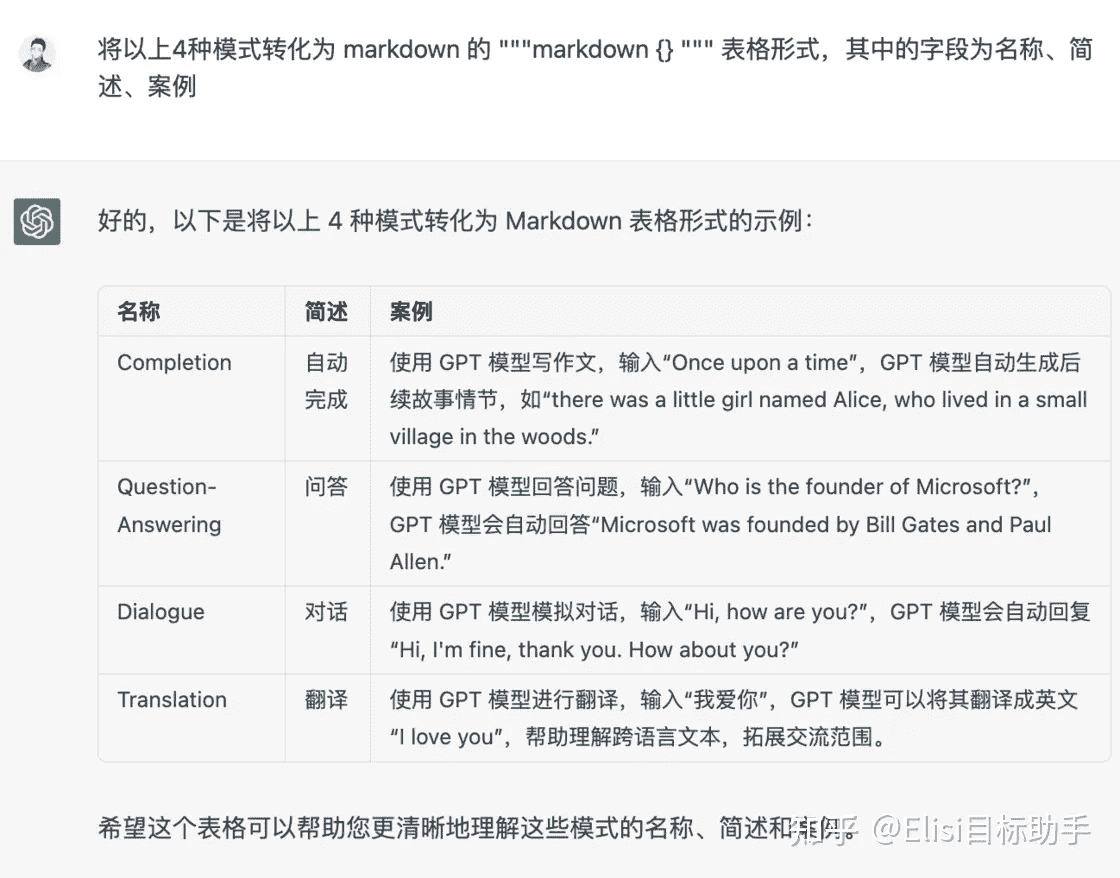 将以上4种模式转化为 markdown 的 """markdown {} """ 表格形式，其中的字段为名称、简
述、案例
好的，以下是将以上 4 种模式转化为 Markdown 表格形式的示例：
名称 简述 案例
Completion 自动 使用 GPT 模型写作文，输入“Once upon a time”，GPT 模型自动生成后
完成 续故事情节，如“there was a little girl named Alice, who lived in a small
village in the woods.”
Question- 问答 使用 GPT 模型回答问题，输入“Who is the founder of Microsoft?”，
Answering GPT 模型会自动回答“Microsoft was founded by Bill Gates and Paul
Allen.”
Dialogue 对话 使用 GPT 模型模拟对话，输入“Hi, how are you?”，GPT 模型会自动回复
“Hi, I'm fine, thank you. How about you?”
Translation 翻译 使用 GPT 模型进行翻译，输入“我爱你”，GPT 模型可以将其翻译成英文
“I love you”，帮助理解跨语言文本，拓展交流范围。
希望这个表格可以帮助您更清晰地理解这些模式的名称、简述和案例。
知乎 @Elisi目标助手